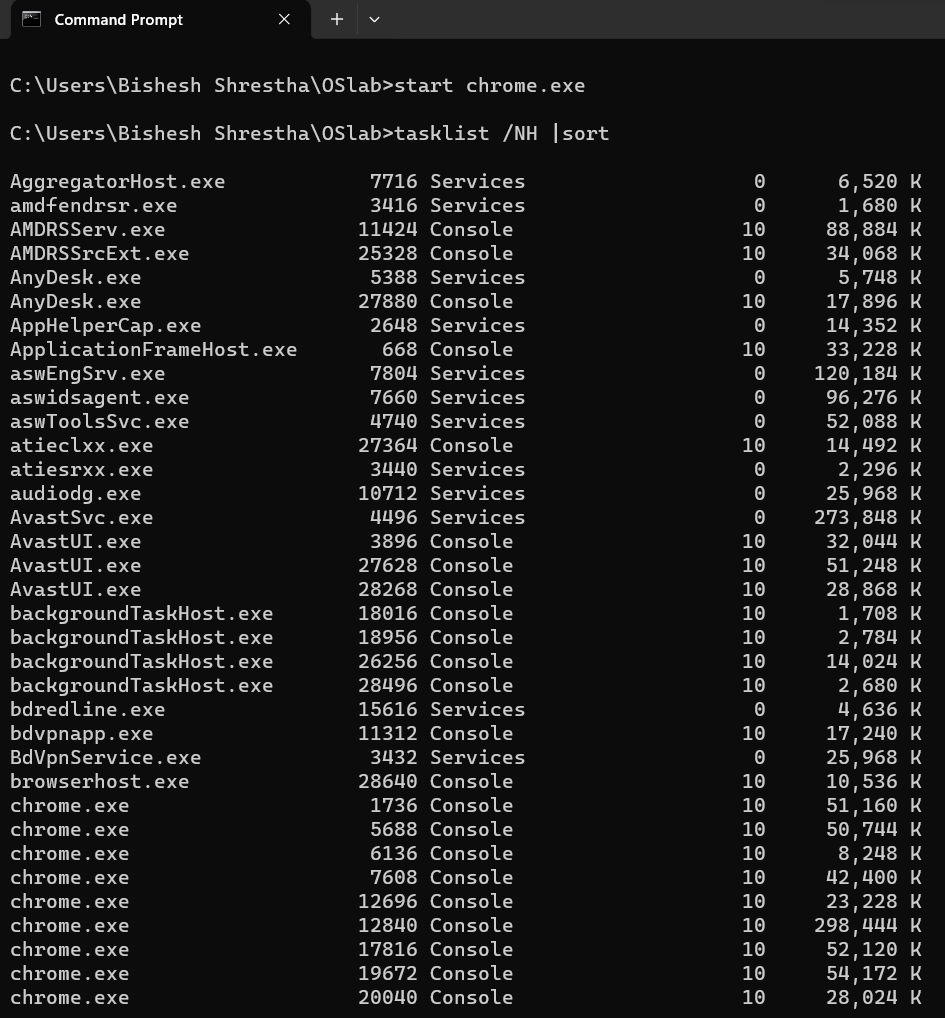 Command Prompt
C:\Users\Bishesh Shrestha\OSlab>start chrome.exe
C:\Users\Bishesh Shrestha\OSlab>tasklist /NH |sort
AggregatorHost.exe            7716 Services                   0      6,520 K
amdfendrsr.exe                3416 Services                   0      1,680 K
AMDRSServ.exe                11424 Console                   10     88,884 K
AMDRSSrcExt.exe              25328 Console                   10     34,068 K
AnyDesk.exe                   5388 Services                   0      5,748 K
AnyDesk.exe                  27880 Console                   10     17,896 K
AppHelperCap.exe              2648 Services                   0     14,352 K
ApplicationFrameHost.exe       668 Console                   10     33,228 K
aswEngSrv.exe                 7804 Services                   0    120,184 K
aswidsagent.exe               7660 Services                   0     96,276 K
aswToolsSvc.exe               4740 Services                   0     52,088 K
atieclxx.exe                 27364 Console                   10     14,492 K
atiesrxx.exe                  3440 Services                   0      2,296 K
audiodg.exe                  10712 Services                   0     25,968 K
AvastSvc.exe                  4496 Services                   0    273,848 K
AvastUI.exe                   3896 Console                   10     32,044 K
AvastUI.exe                  27628 Console                   10     51,248 K
AvastUI.exe                  28268 Console                   10     28,868 K
backgroundTaskHost.exe       18016 Console                   10      1,708 K
backgroundTaskHost.exe       18956 Console                   10      2,784 K
backgroundTaskHost.exe       26256 Console                   10     14,024 K
backgroundTaskHost.exe       28496 Console                   10      2,680 K
bdredline.exe                15616 Services                   0      4,636 K
bdvpnapp.exe                 11312 Console                   10     17,240 K
BdVpnService.exe              3432 Services                   0     25,968 K
browserhost.exe              28640 Console                   10     10,536 K
chrome.exe                    1736 Console                   10     51,160 K
chrome.exe                    5688 Console                   10     50,744 K
chrome.exe                    6136 Console                   10      8,248 K
chrome.exe                    7608 Console                   10     42,400 K
chrome.exe                   12696 Console                   10     23,228 K
chrome.exe                   12840 Console                   10    298,444 K
chrome.exe                   17816 Console                   10     52,120 K
chrome.exe                   19672 Console                   10     54,172 K
chrome.exe                   20040 Console                   10     28,024 K